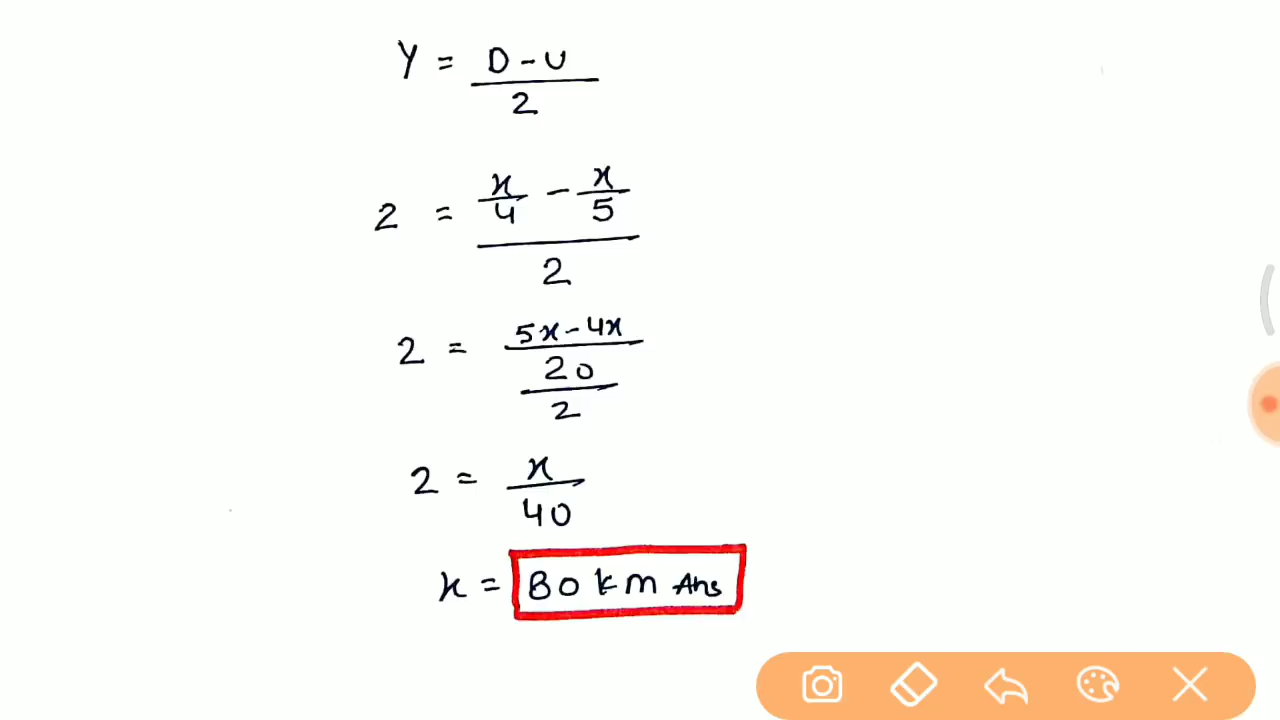 Y = D - U / 2
2 = x/4 - x/5 / 2
2 = 5x - 4x / 20 / 2
2 = x / 40
x = 80 km Ans